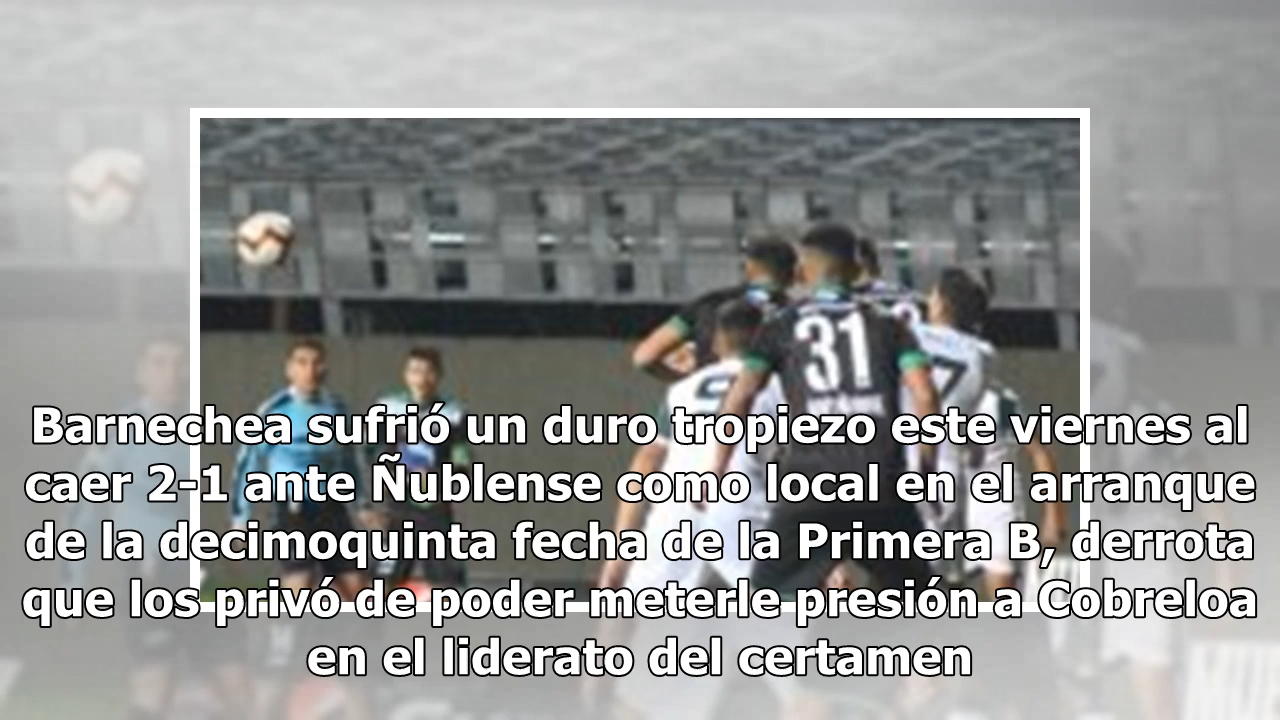 31
7
Barnechea sufrió un duro tropiezo este viernes al
caer 2-1 ante Ñublense como local en el arranque
de la decimoquinta fecha de la Primera B, derrota
que los privó de poder meterle presión a Cobreloa
en el liderato del certamen